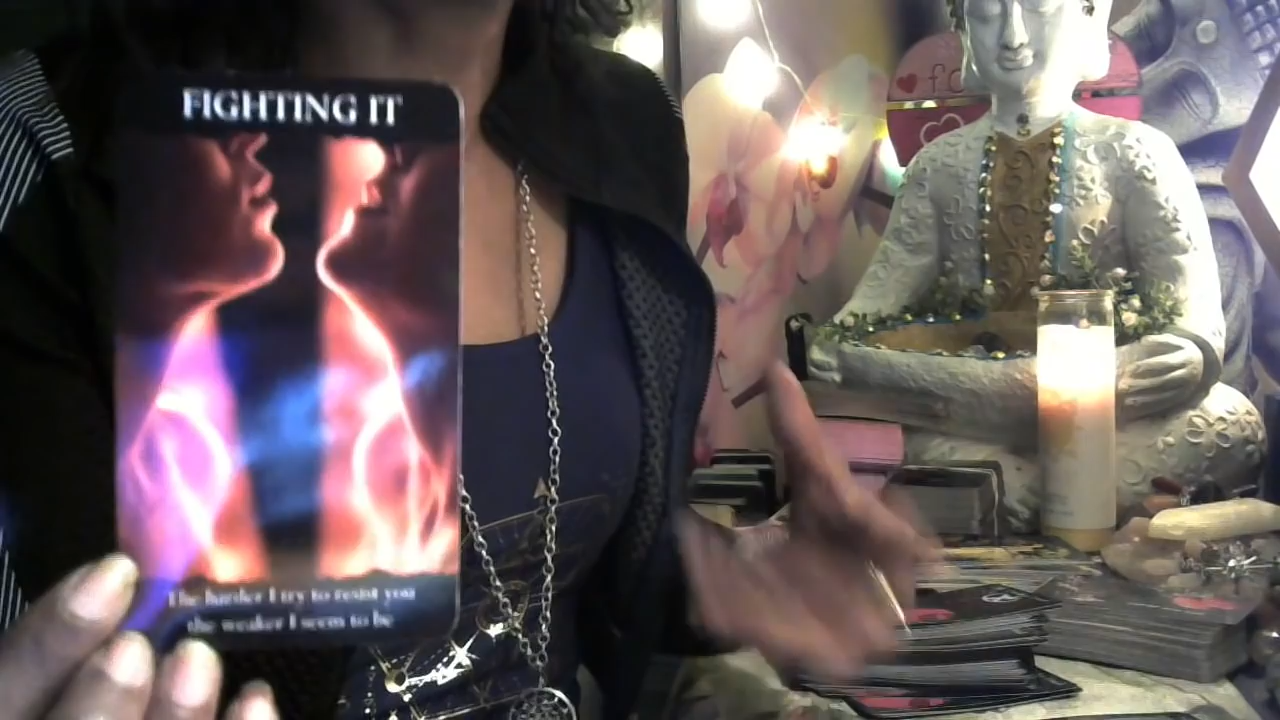 FIGHTING IT
The harder I try to resist you
the weaker I seem to be